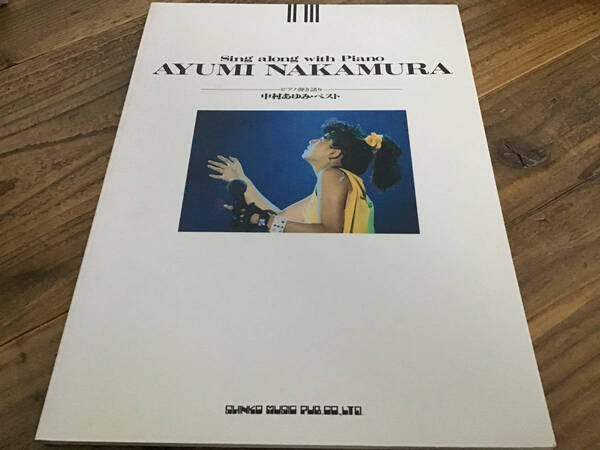 Sing along with Piano
AYUMI NAKAMURA
ピアノ弾き語り
中村あゆみ・ベスト
SHINKO MUSIC PUB. CO., LTD.